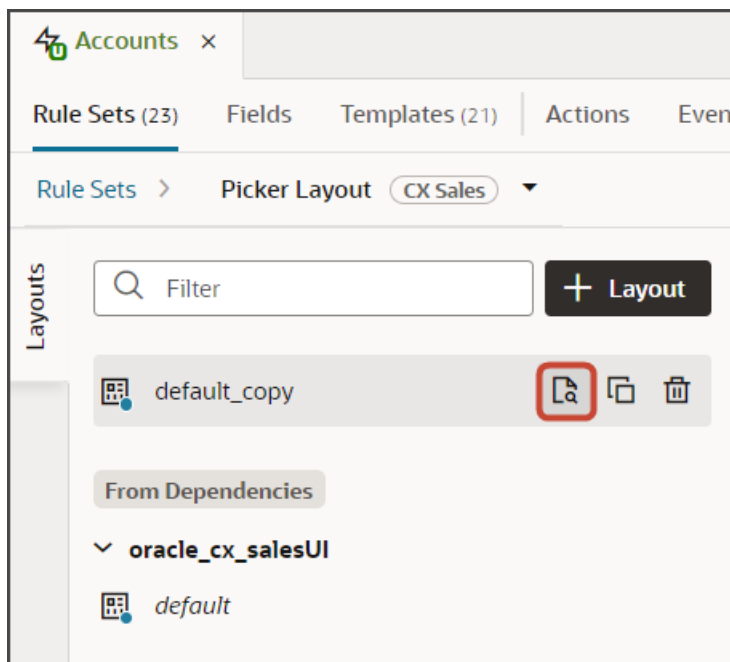 Accounts ×
Rule Sets (23) Fields Templates (21) Actions Even
Rule Sets > Picker Layout CX Sales
Layouts
Filter
+ Layout
default_copy
From Dependencies
oracle_cx_salesUI
default